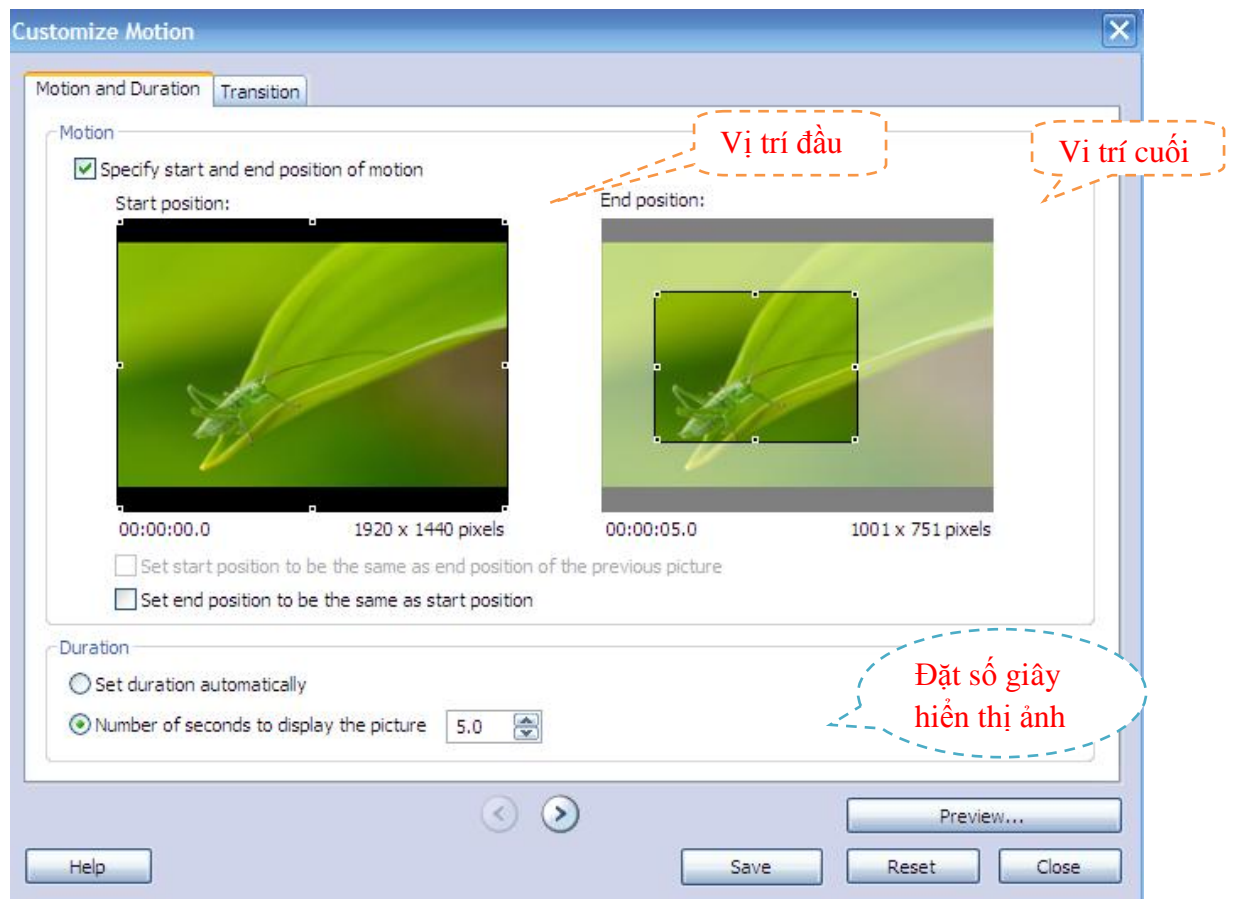 Customize Motion
Motion and Duration
Transition
Motion
Vị trí đầu
Vi trí cuối
Specify start and end position of motion
Start position:
End position:
00:00:00.0
1920 x 1440 pixels
00:00:05.0
1001 x 751 pixels
Set start position to be the same as end position of the previous picture
Set end position to be the same as start position
Duration
Set duration automatically
Number of seconds to display the picture
5.0
Đặt số giây
hiển thị ảnh
Preview...
Help
Save
Reset
Close